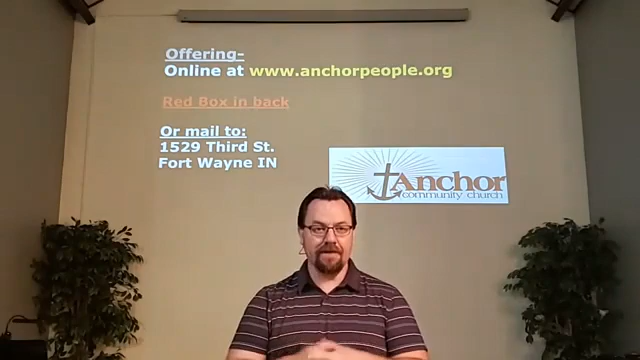 Offering-
Online at www.anchorpeople.org
Red Box in back
Or mail to:
1529 Third St.
Fort Wayne IN
Anchor
community church